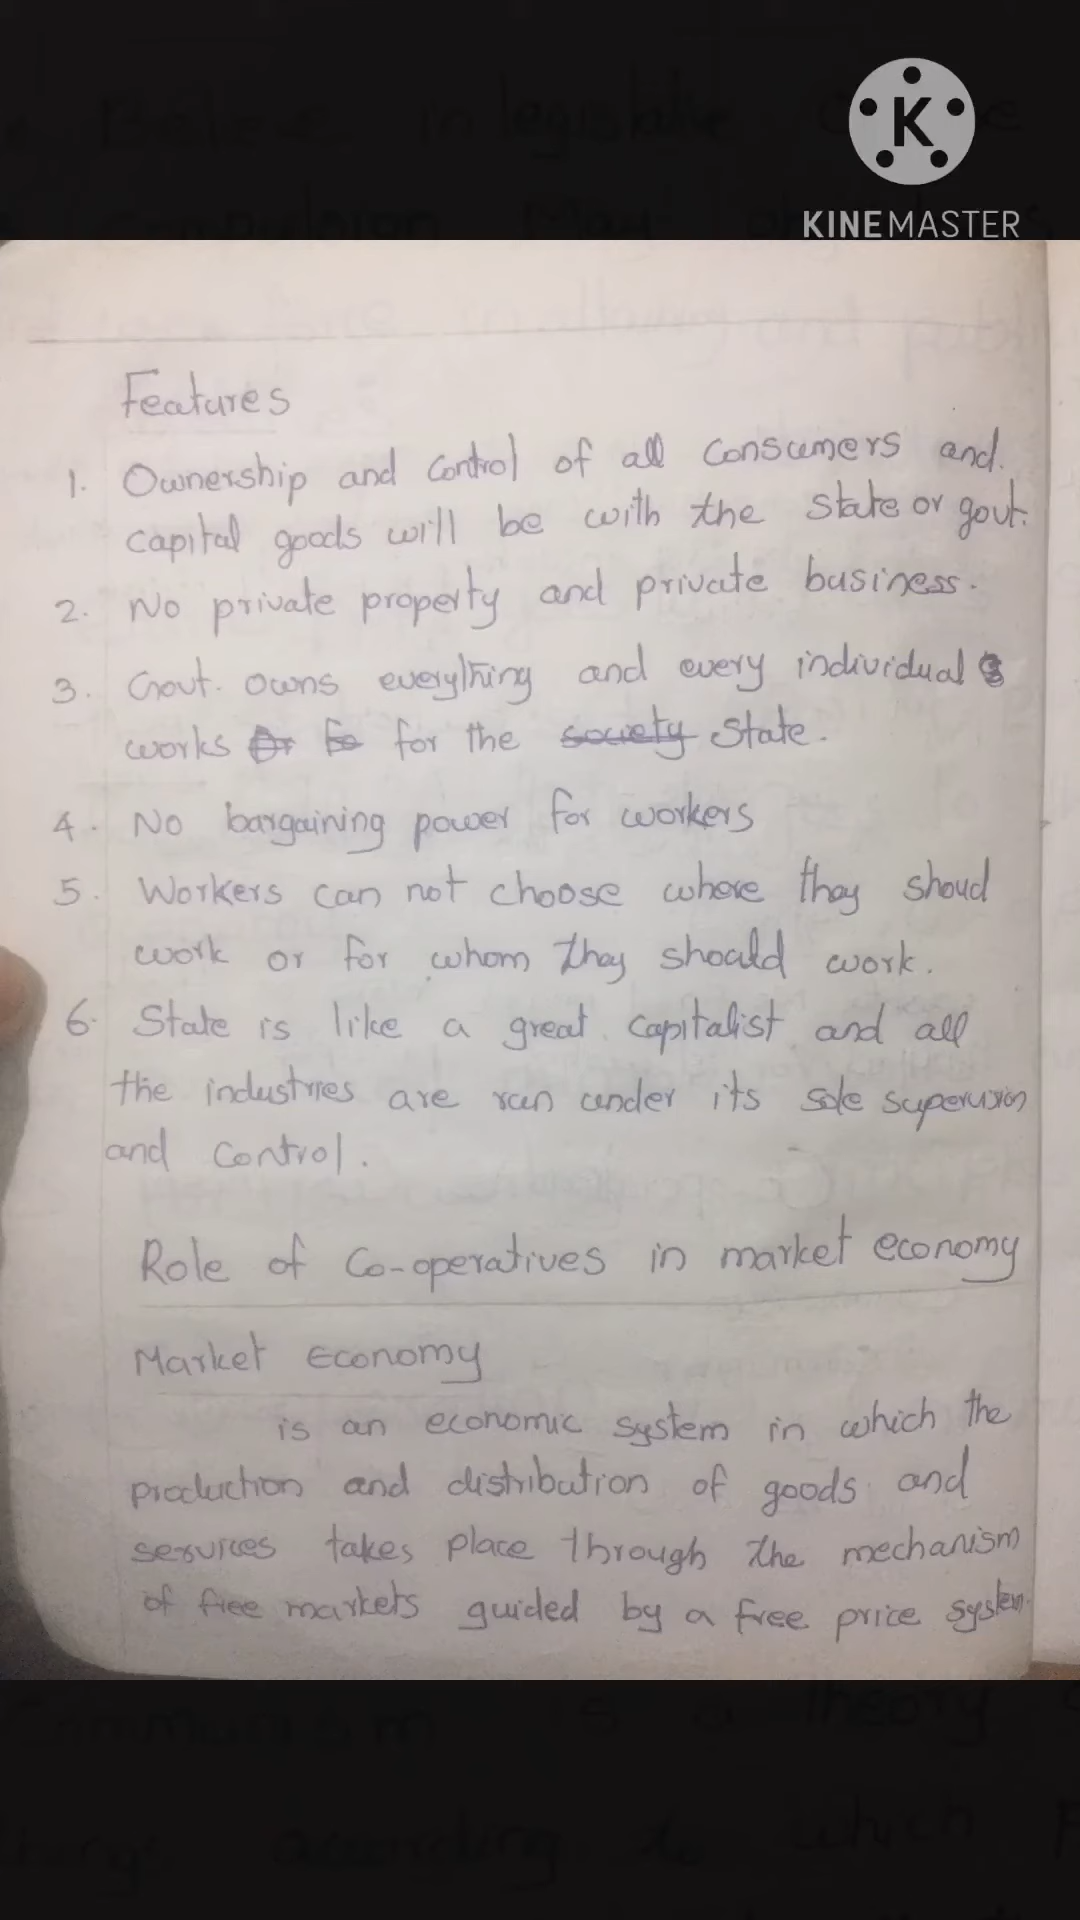 KINEMASTER
Features
1. Ownership and control of all consumers and
capital goods will be with the state or govt.
2. No private property and private business.
3. Govt. owns everything and every individual
works for the society state.
4. No bargaining power for workers
5. Workers can not choose where they shoud
work or for whom they should work.
6. State is like a great capitalist and all
the industries are run under its sole supervision
and control.
Role of Co-operatives in market economy
Market economy
is an economic system in which the
production and distribution of goods and
services takes place through the mechanism
of free markets guided by a free price system.